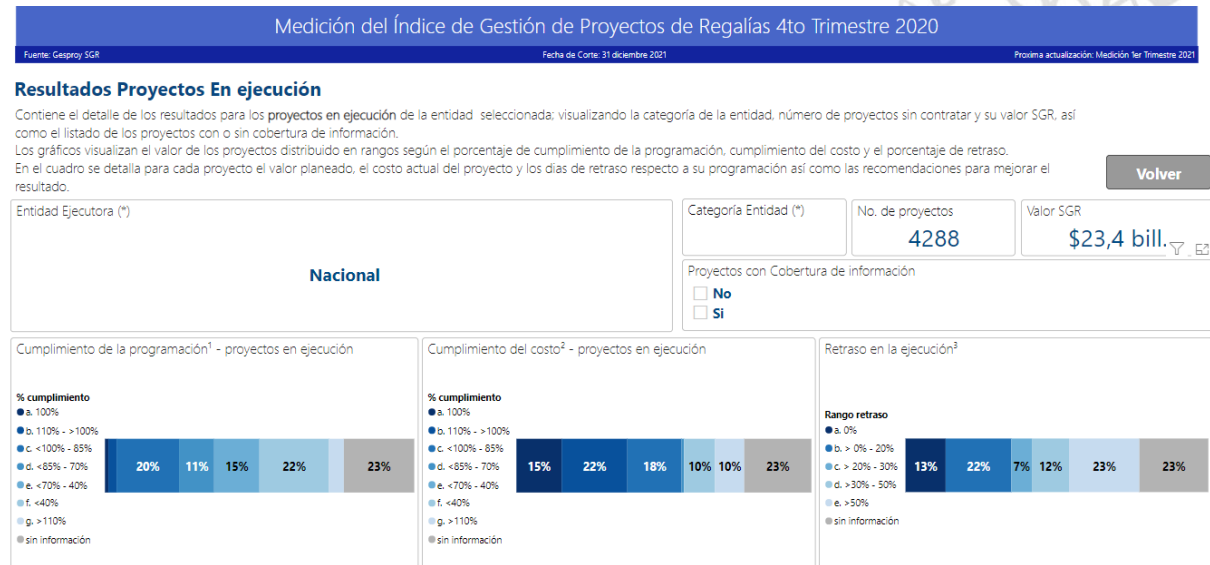 Medición del Índice de Gestión de Proyectos de Regalías 4to Trimestre 2020
Fuente: Gesproy SGR
Fecha de Corte: 31 diciembre 2021
Proxima actualización: Medición 1er Trimestre 2021
Resultados Proyectos En ejecución
Contiene el detalle de los resultados para los proyectos en ejecución de la entidad seleccionada; visualizando la categoría de la entidad, número de proyectos sin contratar y su valor SGR, así
como el listado de los proyectos con o sin cobertura de información.
Los gráficos visualizan el valor de los proyectos distribuido en rangos según el porcentaje de cumplimiento de la programación, cumplimiento del costo y el porcentaje de retraso.
En el cuadro se detalla para cada proyecto el valor planeado, el costo actual del proyecto y los dias de retraso respecto a su programación así como las recomendaciones para mejorar el
resultado.
Volver
Entidad Ejecutora (*)
Nacional
Categoría Entidad (*)
No. de proyectos
4288
Valor SGR
$23,4 bill.
Proyectos con Cobertura de información
No
Si
Cumplimiento de la programación¹ - proyectos en ejecución
% cumplimiento
a. 100%
b. 110% - >100%
c. <100% - 85%
d. <85% - 70%
e. <70% - 40%
f. <40%
g. >110%
sin información
20% 11% 15% 22% 23%
Cumplimiento del costo² - proyectos en ejecución
% cumplimiento
a. 100%
b. 110% - >100%
c. <100% - 85%
d. <85% - 70%
e. <70% - 40%
f. <40%
g. >110%
sin información
15% 22% 18% 10% 10% 23%
Retraso en la ejecución³
Rango retraso
a. 0%
b. > 0% - 20%
c. > 20% - 30%
d. >30% - 50%
e. >50%
sin información
13% 22% 7% 12% 23% 23%